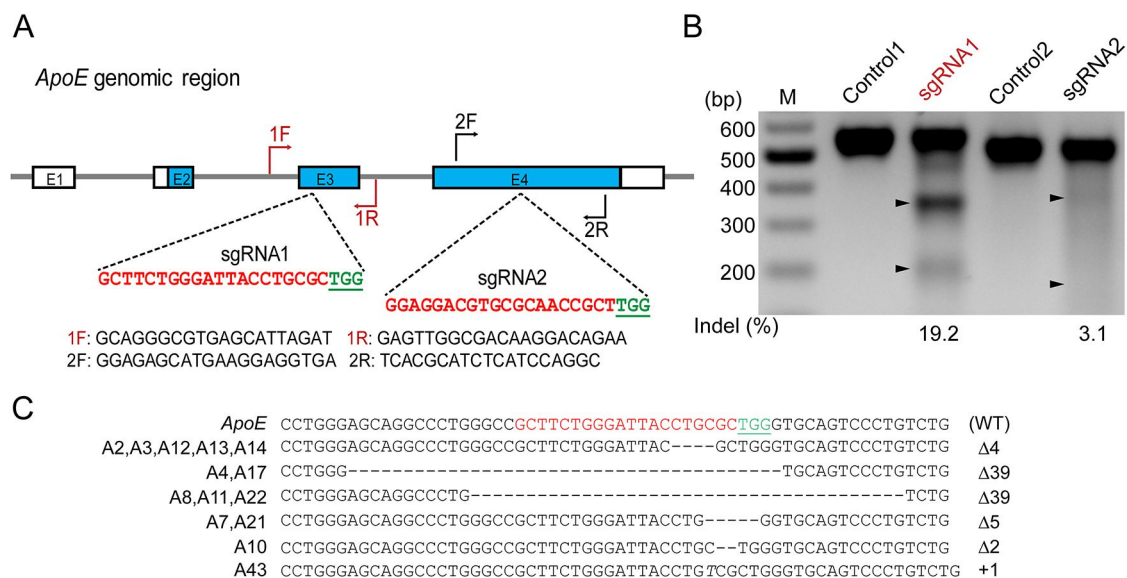 A
ApoE genomic region
E1
E2
1F
E3
1R
2F
E4
2R
sgRNA1
GCTTCTGGGATTACCTGCGCTGG
sgRNA2
GGAGGACGTGCGCAACCGCTTGG
1F: GCAGGGCGTGAGCATTAGAT 1R: GAGTTGGCGACAAGGACAGAA
2F: GGAGAGCATGAAGGAGGTGA 2R: TCACGCATCTCATCCAGGC
B
(bp) M Control1 sgRNA1 Control2 sgRNA2
600
500
400
300
200
Indel (%) 19.2 3.1
C
ApoE CCTGGGAGCAGGCCCTGGGCCGCTTCTGGGATTACCTGCGCTGGGTGCAGTCCCTGTCTG (WT)
A2,A3,A12,A13,A14 CCTGGGAGCAGGCCCTGGGCCGCTTCTGGGATTAC----GCTGGGTGCAGTCCCTGTCTG Δ4
A4,A17 CCTGGG---------------------------------------TGCAGTCCCTGTCTG Δ39
A8,A11,A22 CCTGGGAGCAGGCCCTG---------------------------------------TCTG Δ39
A7,A21 CCTGGGAGCAGGCCCTGGGCCGCTTCTGGGATTACCTG-----GGTGCAGTCCCTGTCTG Δ5
A10 CCTGGGAGCAGGCCCTGGGCCGCTTCTGGGATTACCTGC--TGGGTGCAGTCCCTGTCTG Δ2
A43 CCTGGGAGCAGGCCCTGGGCCGCTTCTGGGATTACCTGTCGCTGGGTGCAGTCCCTGTCTG +1